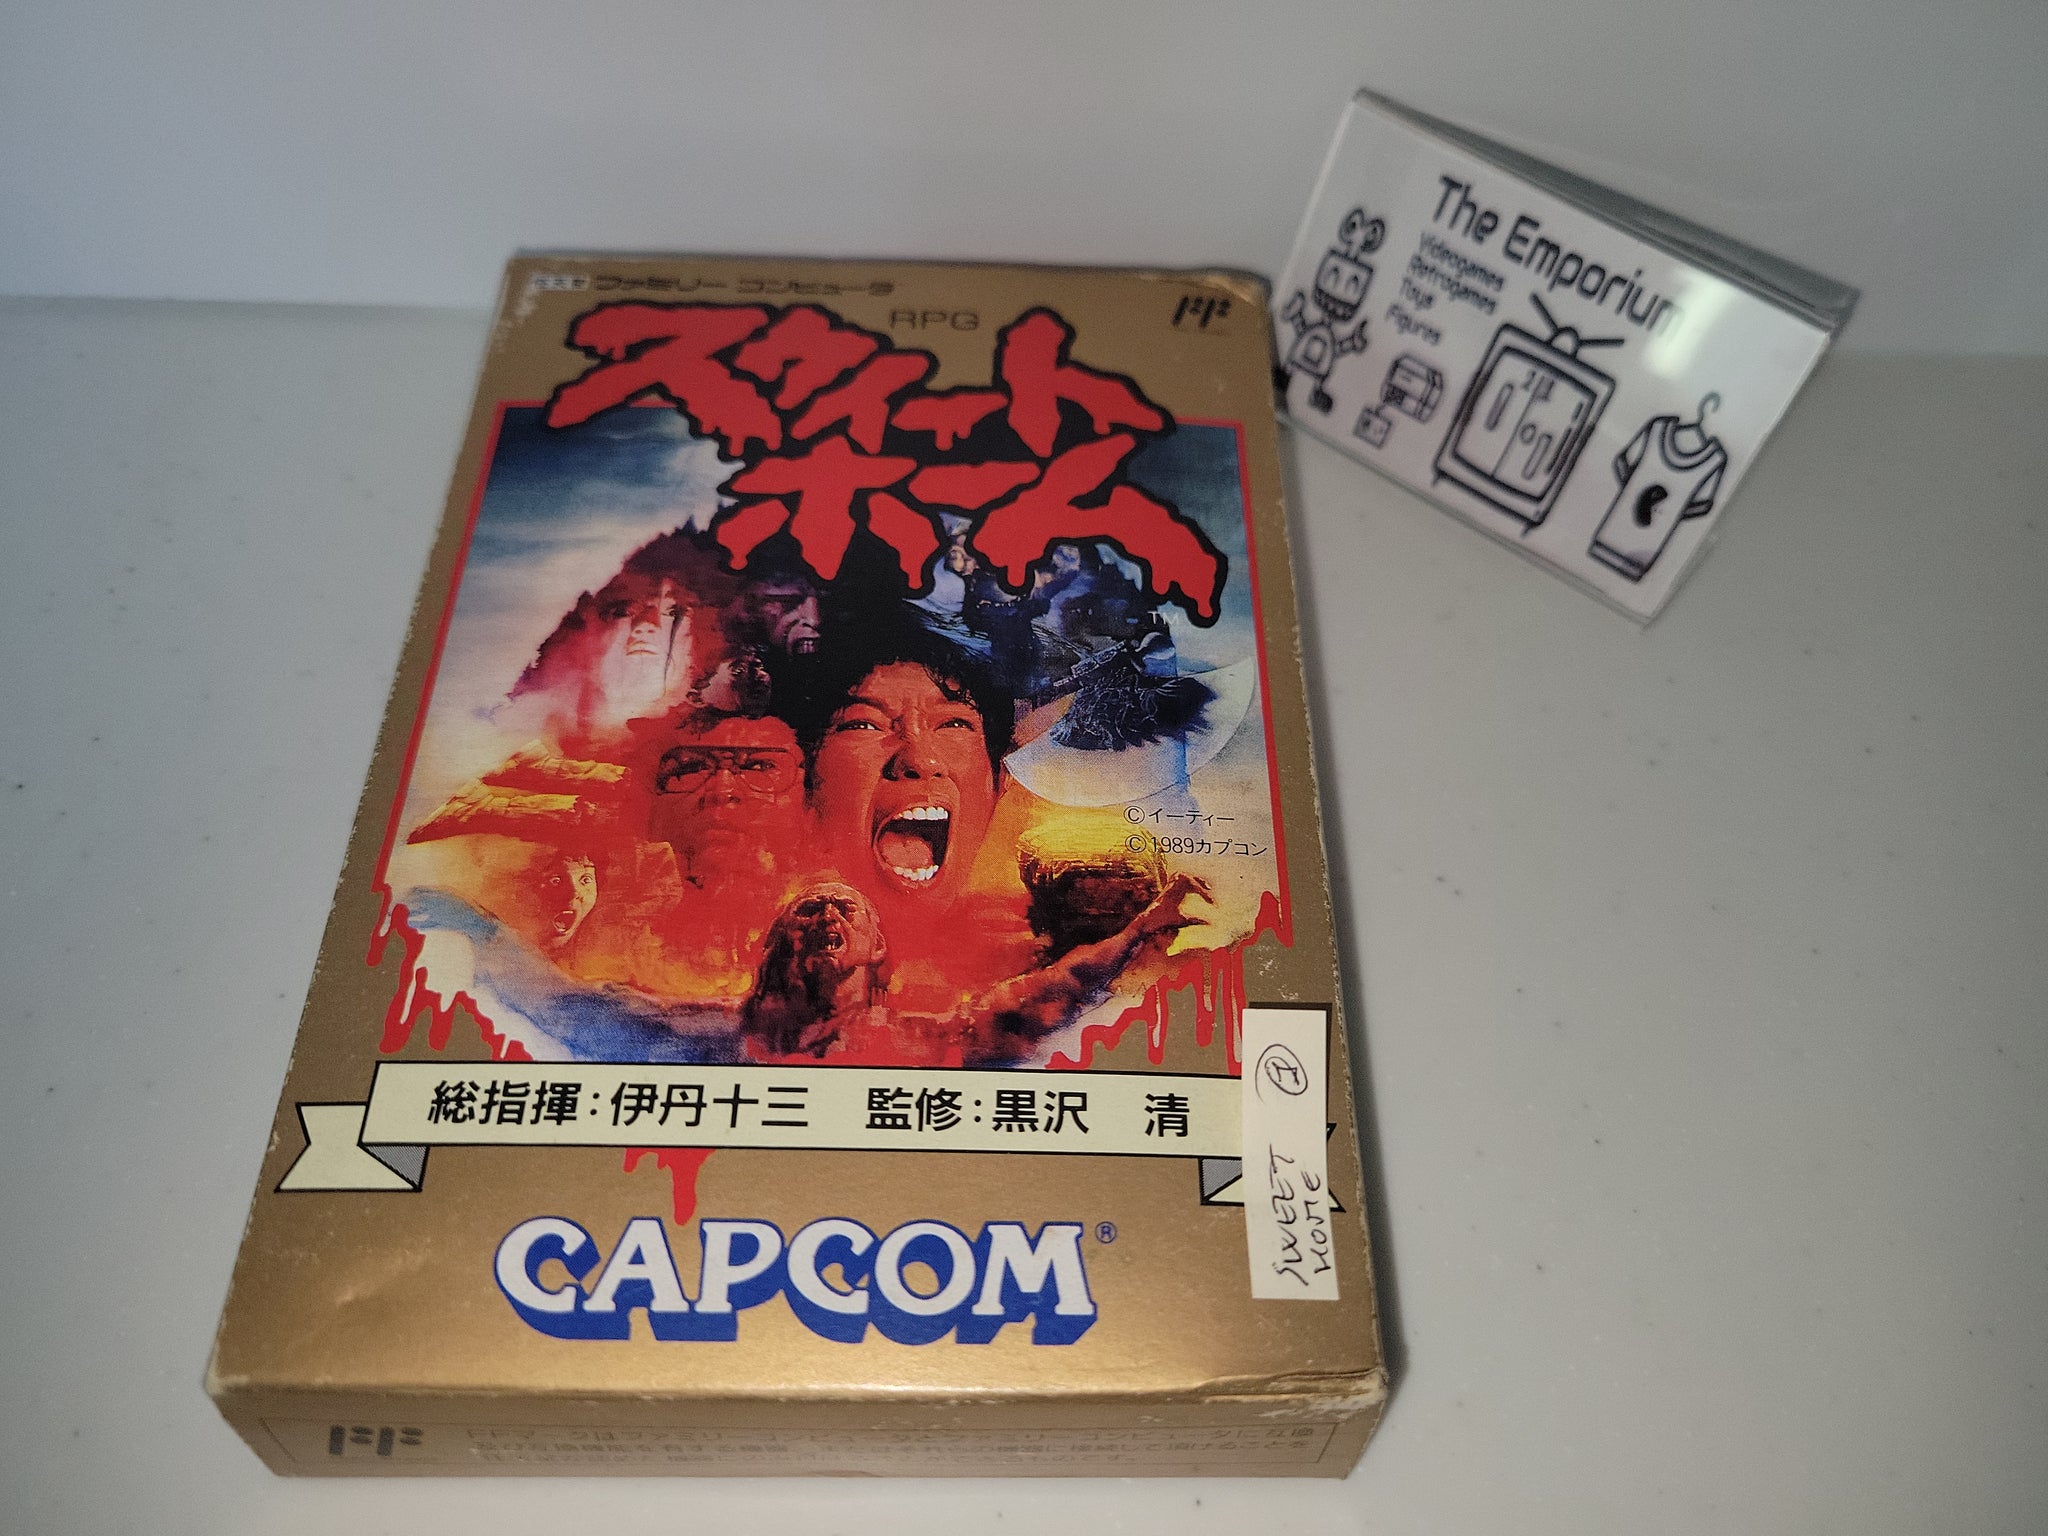 ファミリー コンピュータ
RPG
スウィート
ホーム
TM
©イーティー
©1989カプコン
総指揮:伊丹十三 監修:黒沢 清
CAPCOM®
SWEET
HOME
The Emporium
Videogames
Retrogames
Toys
Figures